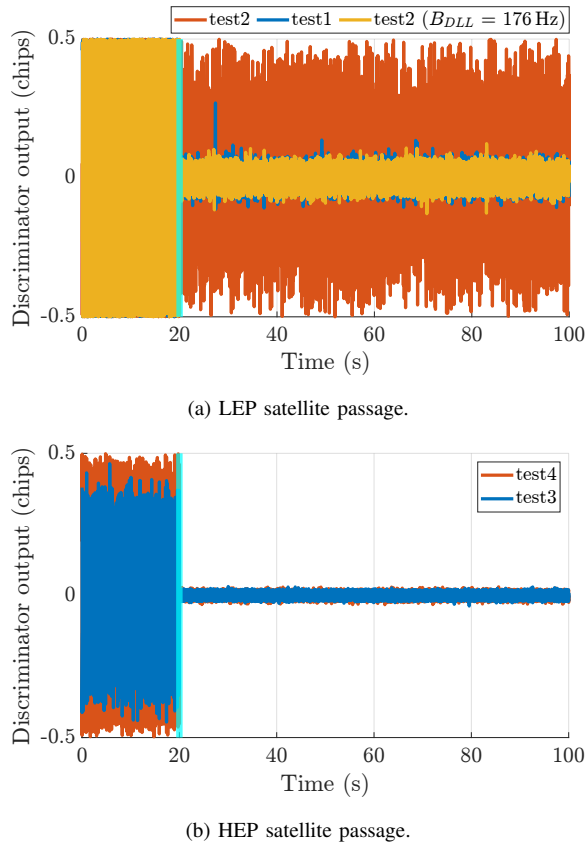 test2 test1 test2 (B_DLL = 176 Hz)
Discriminator output (chips)
0.5
0
-0.5
0 20 40 60 80 100
Time (s)
(a) LEP satellite passage.
test4
test3
Discriminator output (chips)
0.5
0
-0.5
0 20 40 60 80 100
Time (s)
(b) HEP satellite passage.